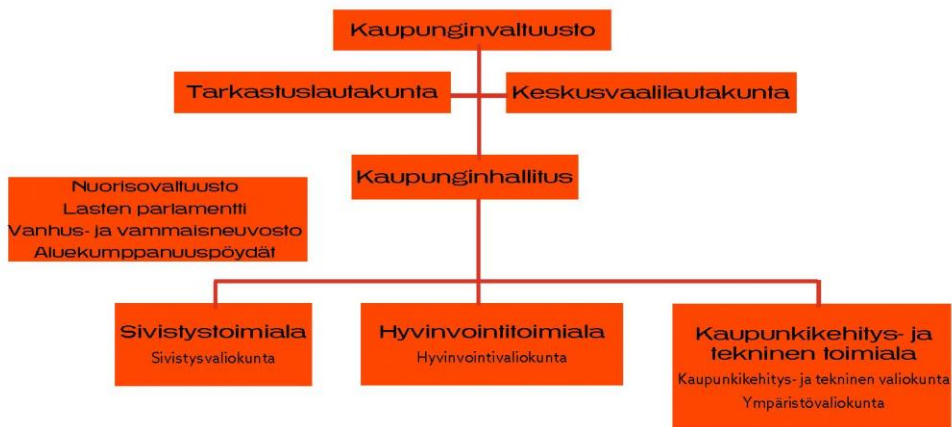 Kaupunginvaltuusto
Tarkastuslautakunta
Keskusvaalilautakunta
Kaupunginhallitus
Nuorisovaltuusto
Lasten parlamentti
Vanhus- ja vammaisneuvosto
Aluekumppanuuspöydät
Sivistystoimiala
Sivistysvaliokunta
Hyvinvointitoimiala
Hyvinvointivaliokunta
Kaupunkikehitys- ja
tekninen toimiala
Kaupunkikehitys- ja tekninen valiokunta
Ympäristövaliokunta